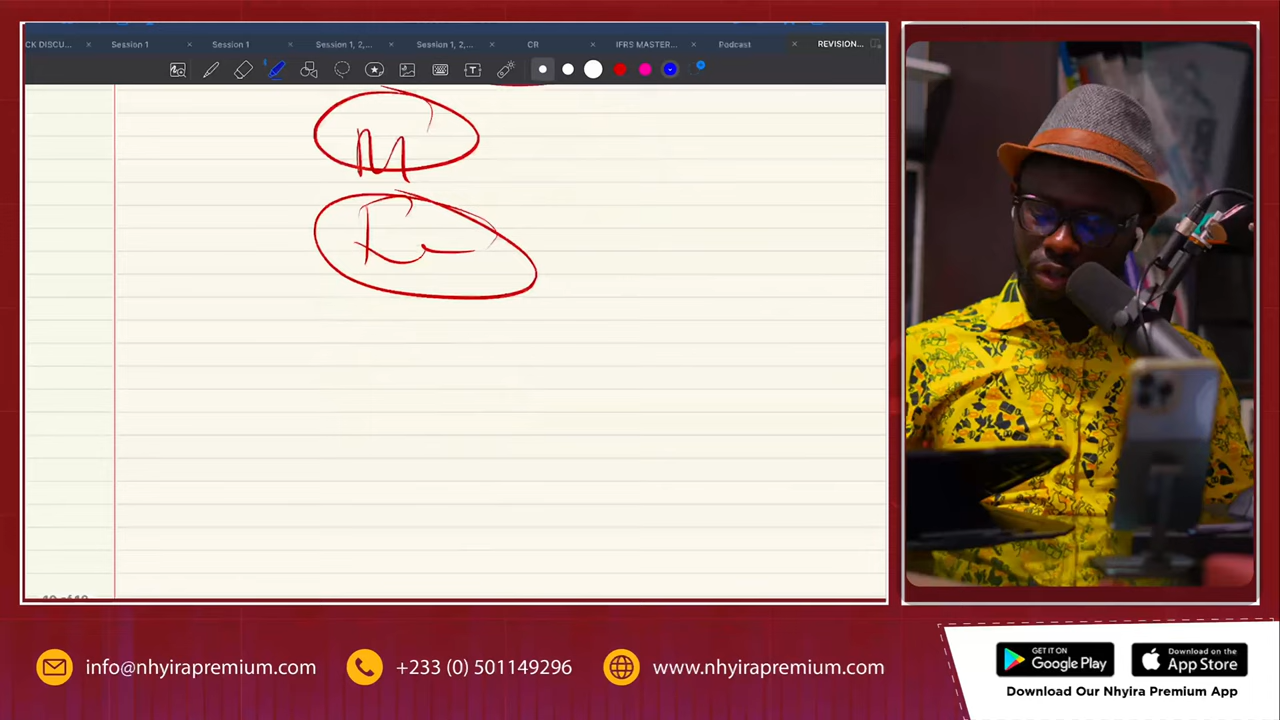 CK DISCU... Session 1 Session 1 Session 1, 2,... Session 1, 2,... CR IFRS MASTER... Podcast REVISION...
M
info@nhyirapremium.com +233 (0) 501149296 www.nhyirapremium.com
GET IT ON Google Play Download on the App Store
Download Our Nhyira Premium App